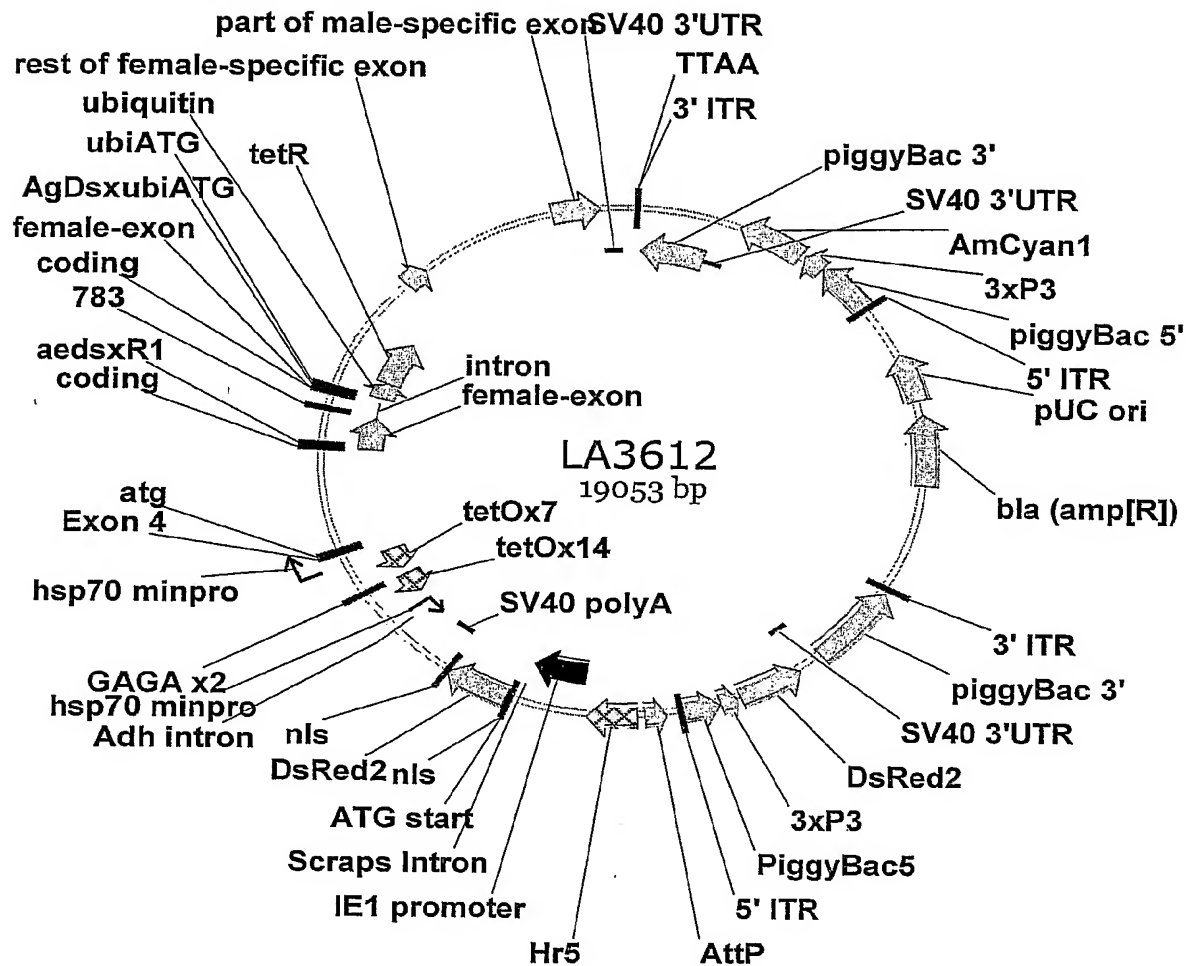 part of male-specific exon
SV40 3'UTR
rest of female-specific exon
TTAA
ubiquitin
3' ITR
ubiATG
tetR
piggyBac 3'
AgDsxubiATG
SV40 3'UTR
female-exon
AmCyan1
coding
3xP3
783
piggyBac 5'
aedsxR1
intron
5' ITR
coding
female-exon
pUC ori
LA3612
19053 bp
atg
tetOx7
bla (amp[R])
Exon 4
tetOx14
hsp70 minpro
SV40 polyA
3' ITR
GAGA x2
piggyBac 3'
hsp70 minpro
Adh intron
nls
SV40 3'UTR
DsRed2
nls
DsRed2
ATG start
3xP3
Scraps Intron
PiggyBac5
IE1 promoter
5' ITR
Hr5
AttP